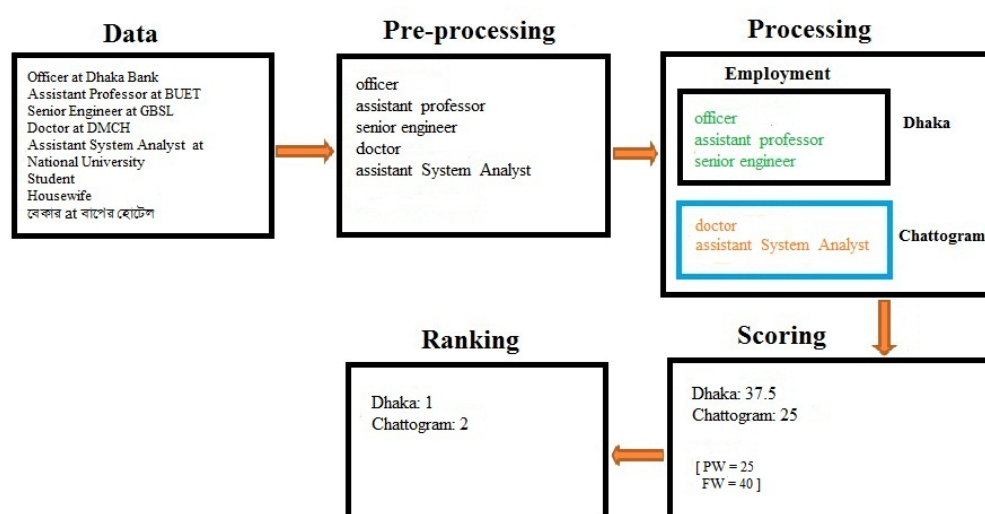 Data
Officer at Dhaka Bank
Assistant Professor at BUET
Senior Engineer at GBSL
Doctor at DMCH
Assistant System Analyst at
National University
Student
Housewife
বেকার at বাপের হোটেল
Pre-processing
officer
assistant professor
senior engineer
doctor
assistant System Analyst
Processing
Employment
officer
assistant professor
senior engineer
Dhaka
doctor
assistant System Analyst
Chattogram
Scoring
Dhaka: 37.5
Chattogram: 25
[ PW = 25
FW = 40 ]
Ranking
Dhaka: 1
Chattogram: 2